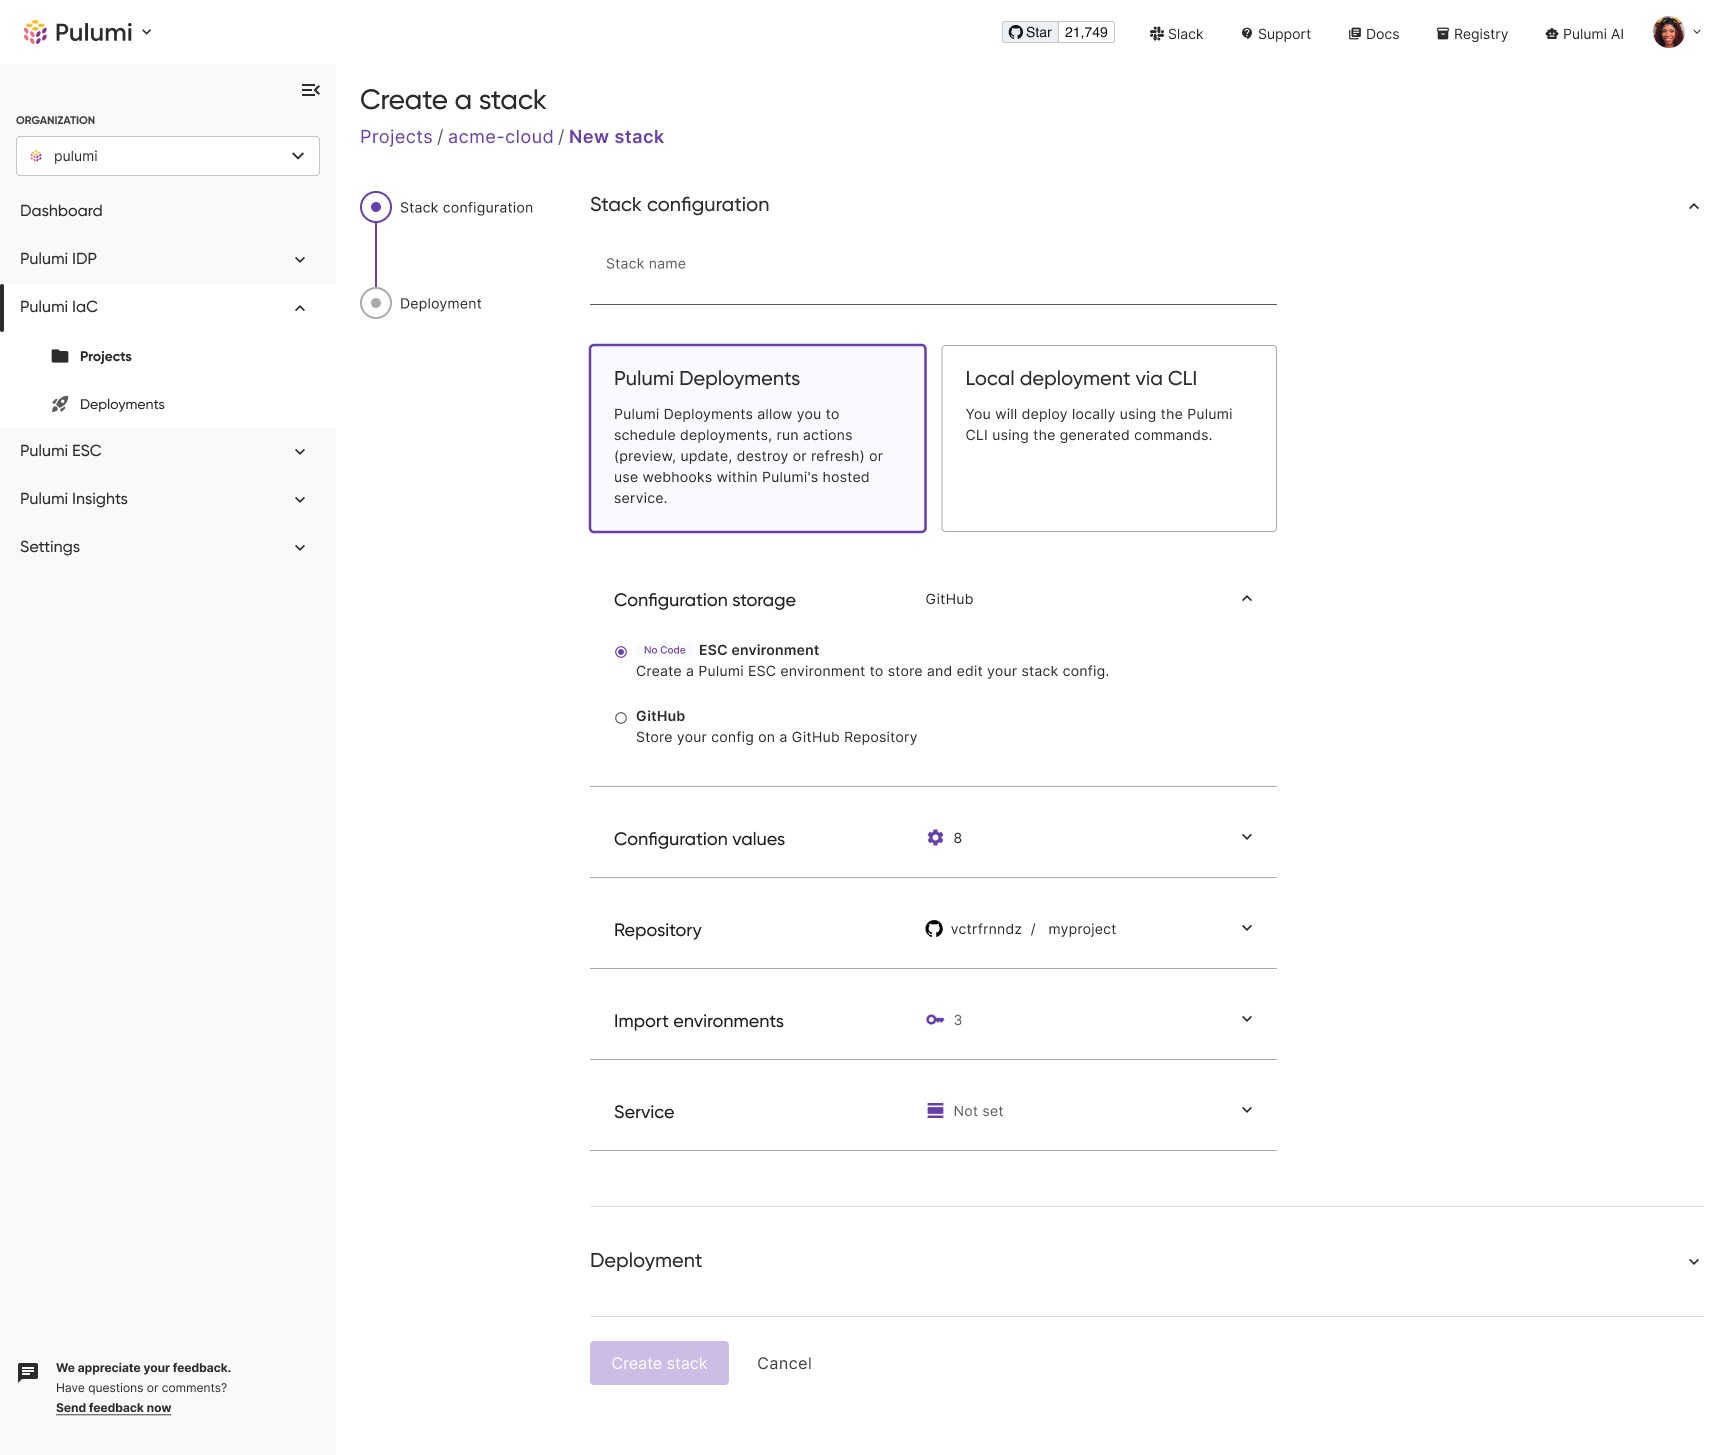 Pulumi
Star 21,749
Slack
Support
Docs
Registry
Pulumi AI
ORGANIZATION
pulumi
Dashboard
Pulumi IDP
Pulumi IaC
Projects
Deployments
Pulumi ESC
Pulumi Insights
Settings
We appreciate your feedback.
Have questions or comments?
Send feedback now
Create a stack
Projects / acme-cloud / New stack
Stack configuration
Deployment
Stack configuration
Stack name
Pulumi Deployments
Pulumi Deployments allow you to
schedule deployments, run actions
(preview, update, destroy or refresh) or
use webhooks within Pulumi's hosted
service.
Local deployment via CLI
You will deploy locally using the Pulumi
CLI using the generated commands.
Configuration storage GitHub
No Code ESC environment
Create a Pulumi ESC environment to store and edit your stack config.
GitHub
Store your config on a GitHub Repository
Configuration values 8
Repository vctrfrnndz / myproject
Import environments 3
Service Not set
Deployment
Create stack Cancel